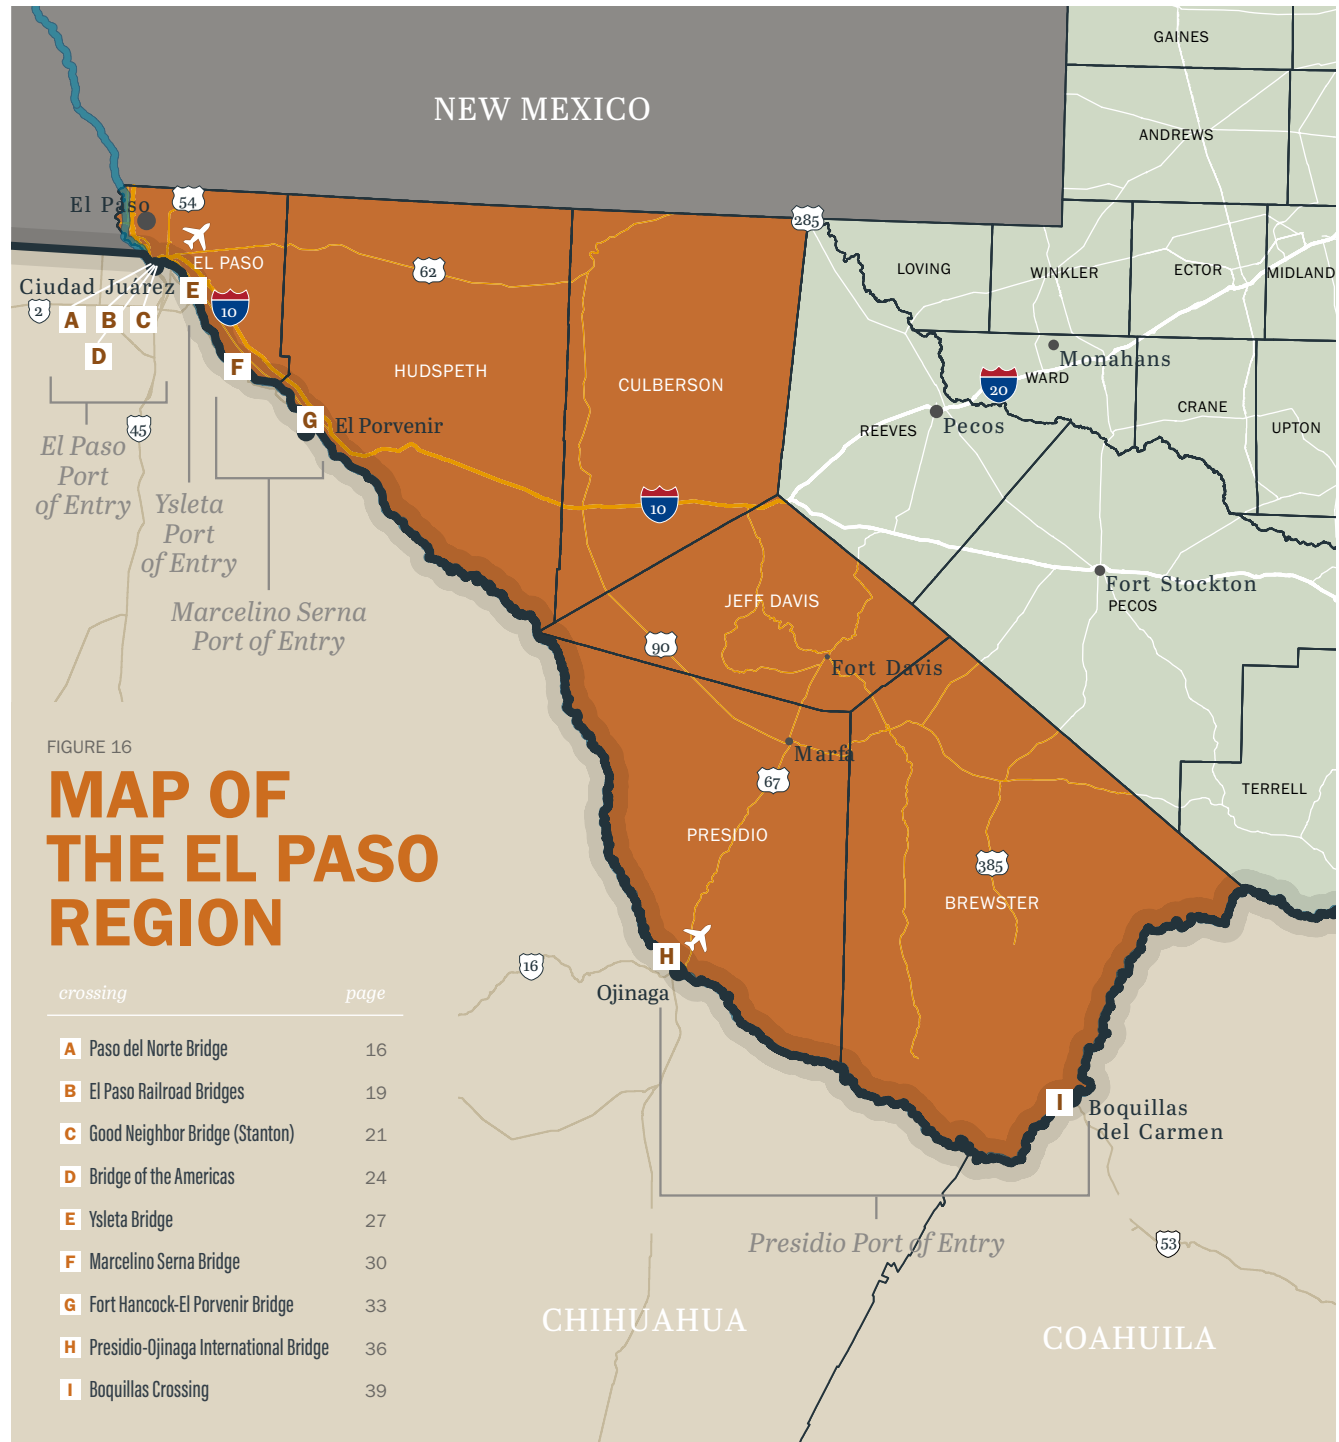 GAINES
NEW MEXICO
ANDREWS
El Paso
54
285
EL PASO
62
LOVING
WINKLER
ECTOR
MIDLAND
Ciudad Juárez
E
2
A
B
C
10
D
F
HUDSPETH
CULBERSON
Monahans
20
WARD
CRANE
G
El Porvenir
45
REEVES
Pecos
UPTON
El Paso
Port
of Entry
Ysleta
Port
of Entry
10
Marcelino Serna
Port of Entry
JEFF DAVIS
Fort Stockton
PECOS
90
Fort Davis
Marfa
67
TERRELL
PRESIDIO
385
BREWSTER
FIGURE 16
MAP OF
THE EL PASO
REGION
H
16
Ojinaga
I
Boquillas
del Carmen
Presidio Port of Entry
53
CHIHUAHUA
COAHUILA
crossing page
A Paso del Norte Bridge 16
B El Paso Railroad Bridges 19
C Good Neighbor Bridge (Stanton) 21
D Bridge of the Americas 24
E Ysleta Bridge 27
F Marcelino Serna Bridge 30
G Fort Hancock-El Porvenir Bridge 33
H Presidio-Ojinaga International Bridge 36
I Boquillas Crossing 39